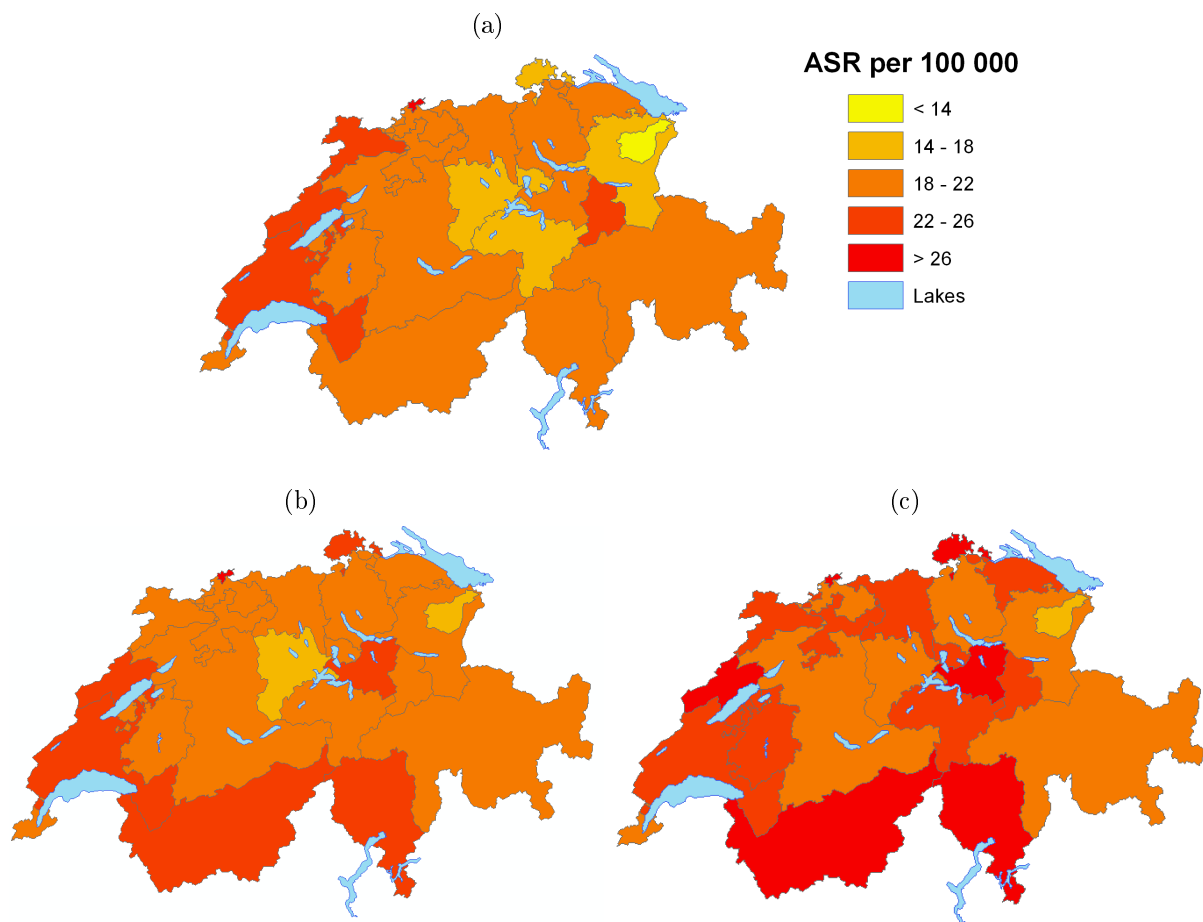 (a)
ASR per 100 000
< 14
14 - 18
18 - 22
22 - 26
> 26
Lakes
(b)
(c)